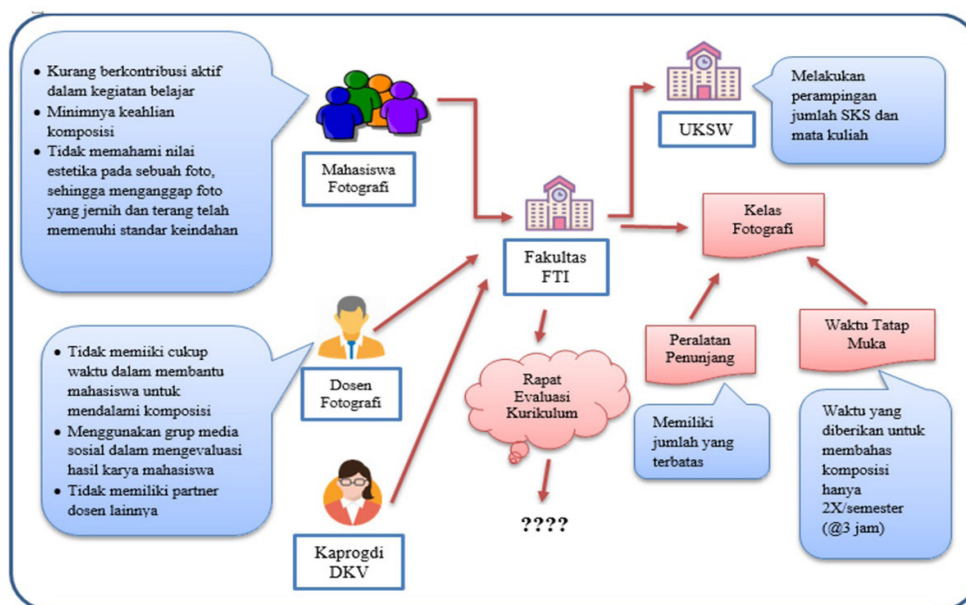 • Kurang berkontribusi aktif
dalam kegiatan belajar
• Minimnya keahlian
komposisi
• Tidak memahami nilai
estetika pada sebuah foto,
sehingga menganggap foto
yang jernih dan terang telah
memenuhi standar keindahan
Mahasiswa
Fotografi
UKSW
Melakukan
perampingan
jumlah SKS dan
mata kuliah
Fakultas
FTI
Kelas
Fotografi
• Tidak memiiki cukup
waktu dalam membantu
mahasiswa untuk
mendalami komposisi
• Menggunakan grup media
sosial dalam mengevaluasi
hasil karya mahasiswa
• Tidak memiliki partner
dosen lainnya
Dosen
Fotografi
Kaprogdi
DKV
Rapat
Evaluasi
Kurikulum
????
Peralatan
Penunjang
Memiliki
jumlah yang
terbatas
Waktu Tatap
Muka
Waktu yang
diberikan untuk
membahas
komposisi
hanya
2X/semester
(@3 jam)